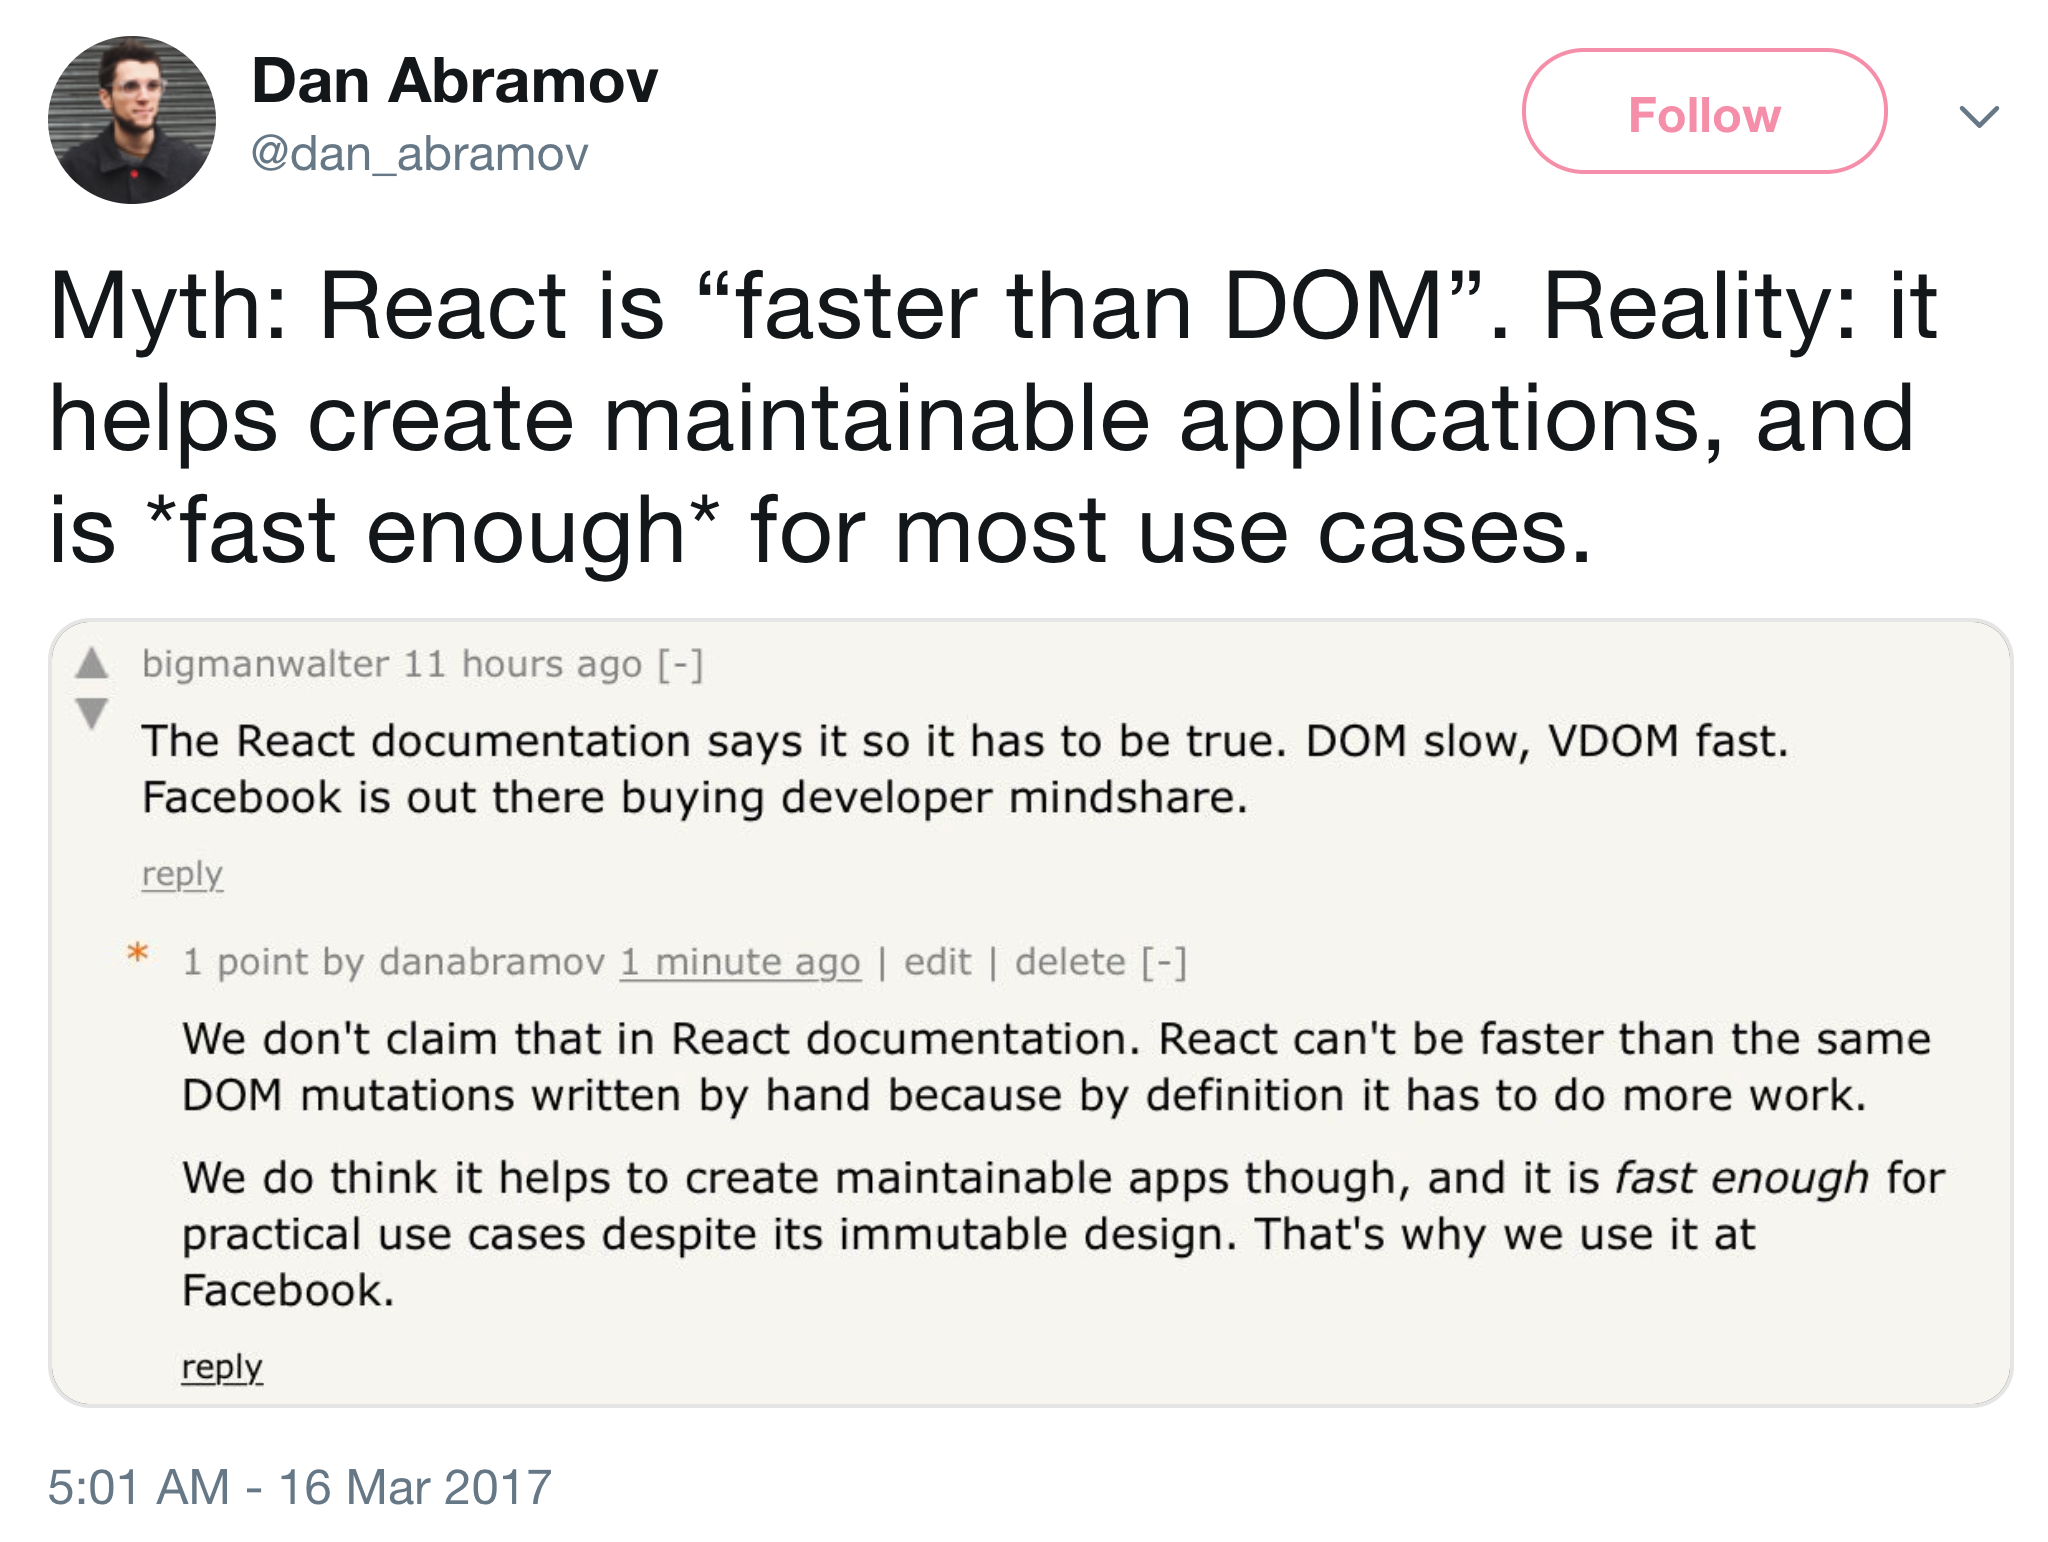 Dan Abramov
@dan_abramov
Follow
Myth: React is “faster than DOM”. Reality: it
helps create maintainable applications, and
is *fast enough* for most use cases.
bigmanwalter 11 hours ago [-]
The React documentation says it so it has to be true. DOM slow, VDOM fast.
Facebook is out there buying developer mindshare.
reply
* 1 point by danabramov 1 minute ago | edit | delete [-]
We don't claim that in React documentation. React can't be faster than the same
DOM mutations written by hand because by definition it has to do more work.
We do think it helps to create maintainable apps though, and it is fast enough for
practical use cases despite its immutable design. That's why we use it at
Facebook.
reply
5:01 AM - 16 Mar 2017